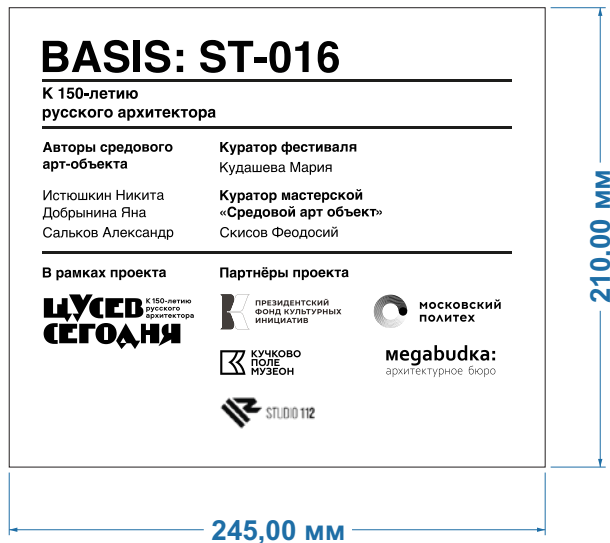 BASIS: ST-016
К 150-летию
русского архитектора
Авторы средового
арт-объекта
Истюшкин Никита
Добрынина Яна
Сальков Александр
Куратор фестиваля
Кудашева Мария
Куратор мастерской
«Средовой арт объект»
Скисов Феодосий
В рамках проекта
ЩУСЕВ
СЕГОДНЯ
К 150-летию
русского
архитектора
Партнёры проекта
ПРЕЗИДЕНТСКИЙ
ФОНД КУЛЬТУРНЫХ
ИНИЦИАТИВ
МОСКОВСКИЙ
ПОЛИТЕХ
КУЧКОВО
ПОЛЕ
МУЗЕОН
мegabudka:
архитектурное бюро
STUDIO 112
210,00 мм
245,00 мм